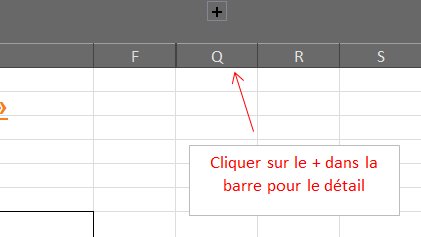 +
F Q R S
»
Cliquer sur le + dans la
barre pour le détail